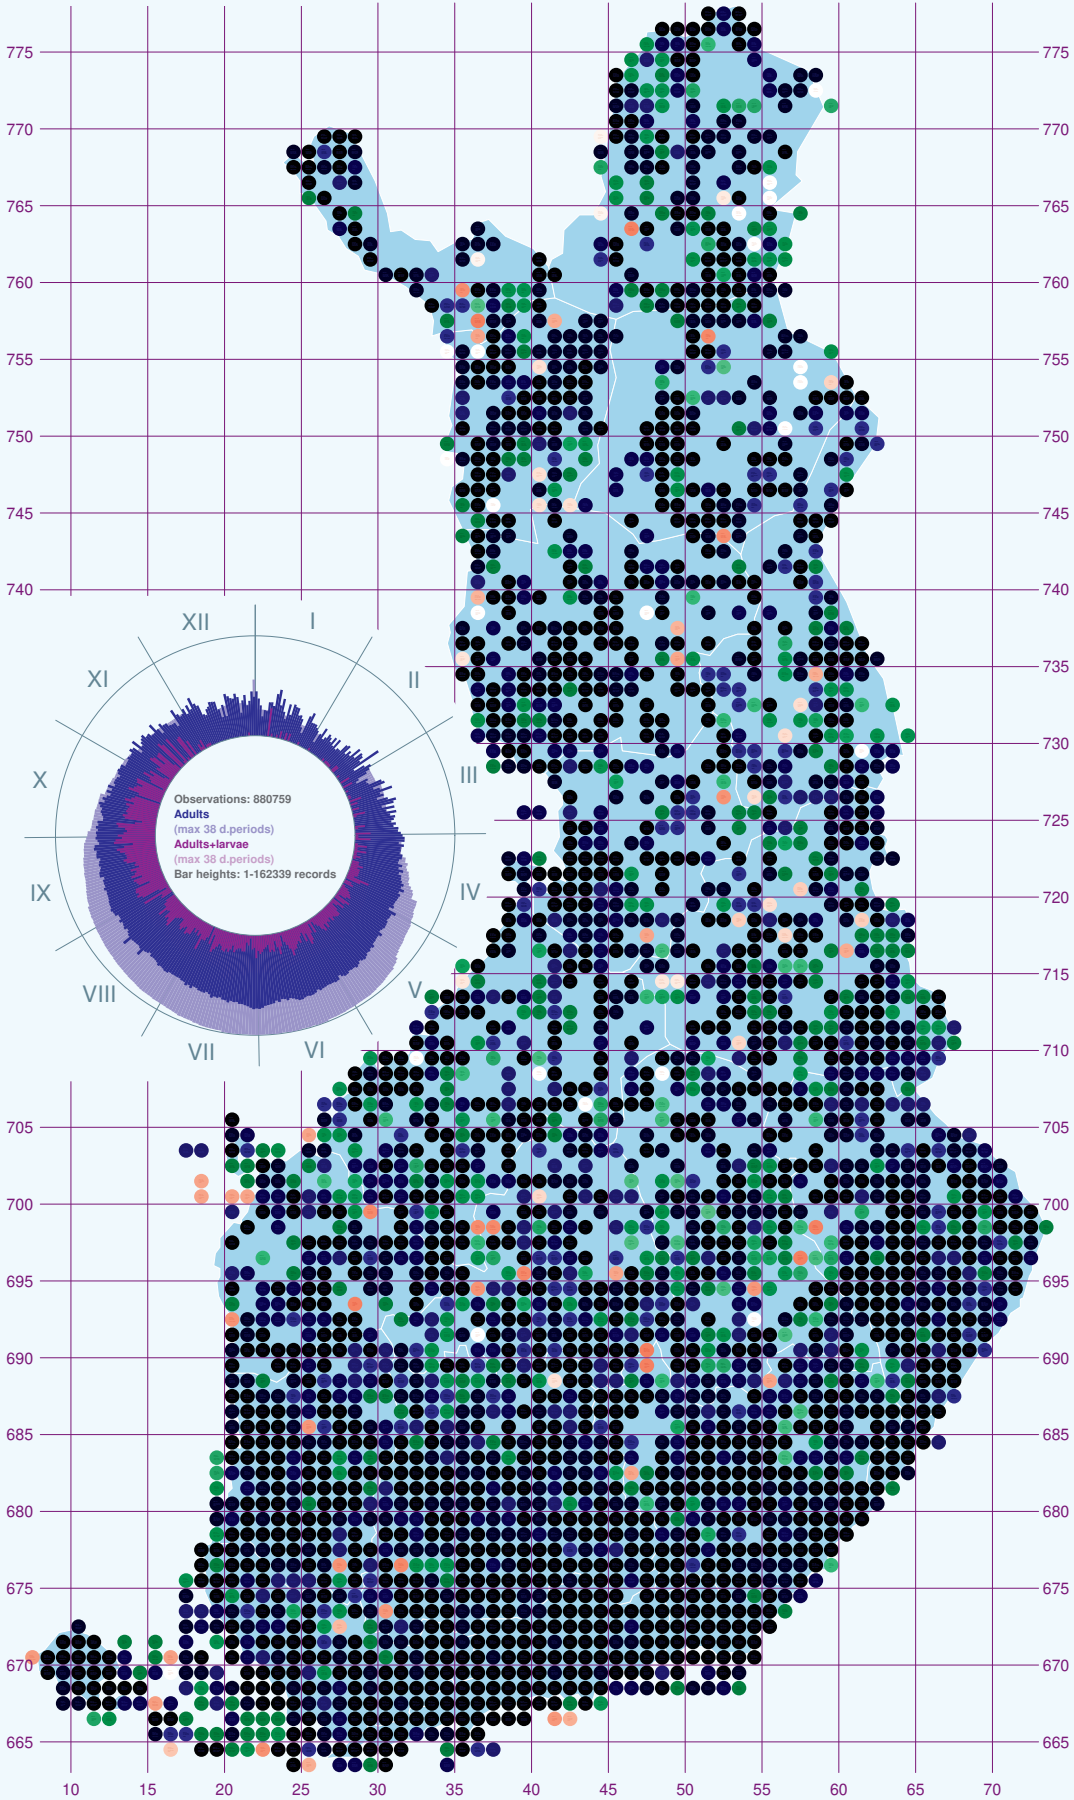 775 775
770 770
765 765
760 760
755 755
750 750
745 745
740 740
XII I
XI II
735 735
730 730
X III
Observations: 880759
Adults
(max 38 d.periods)
Adults+larvae
(max 38 d.periods)
Bar heights: 1-162339 records
725
IX IV
720
VIII V
715
VII VI
710
705 705
700 700
695 695
690 690
685 685
680 680
675 675
670 670
665 665
10 15 20 25 30 35 40 45 50 55 60 65 70